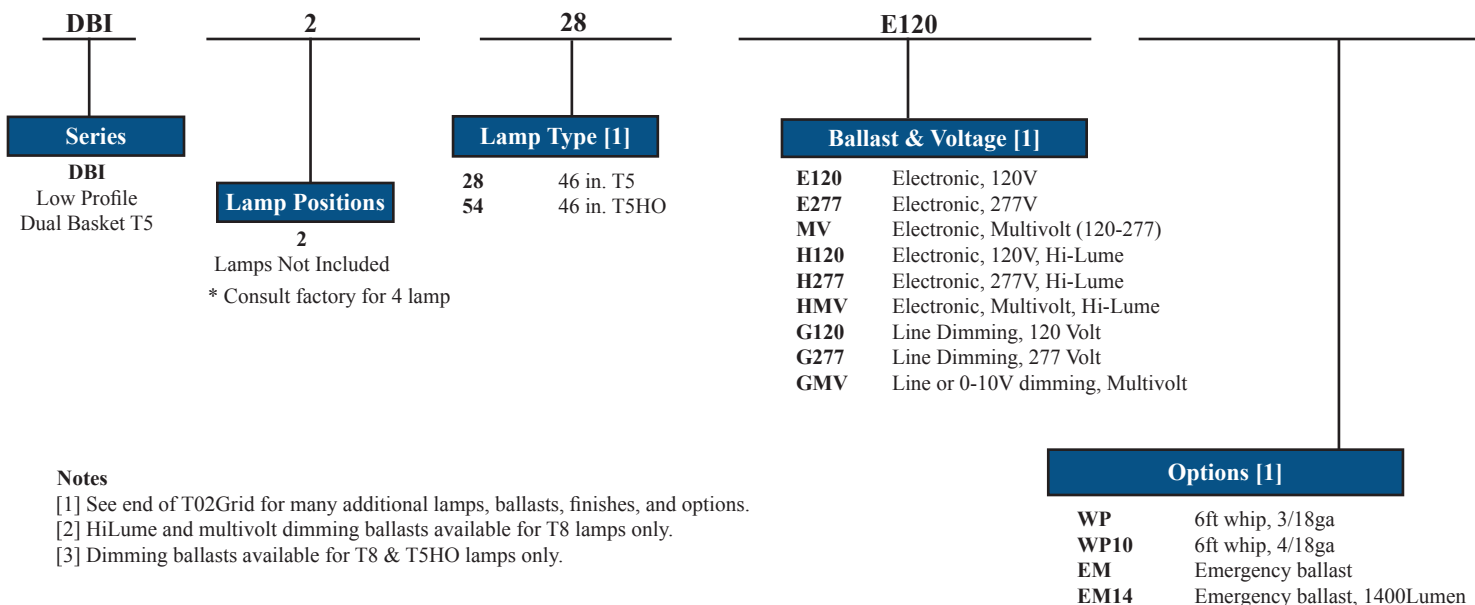 DBI 2 28 E120
Series
DBI
Low Profile
Dual Basket T5
Lamp Positions
2
Lamps Not Included
* Consult factory for 4 lamp
Lamp Type [1]
28 46 in. T5
54 46 in. T5HO
Ballast & Voltage [1]
E120 Electronic, 120V
E277 Electronic, 277V
MV Electronic, Multivolt (120-277)
H120 Electronic, 120V, Hi-Lume
H277 Electronic, 277V, Hi-Lume
HMV Electronic, Multivolt, Hi-Lume
G120 Line Dimming, 120 Volt
G277 Line Dimming, 277 Volt
GMV Line or 0-10V dimming, Multivolt
Notes
[1] See end of T02Grid for many additional lamps, ballasts, finishes, and options.
[2] HiLume and multivolt dimming ballasts available for T8 lamps only.
[3] Dimming ballasts available for T8 & T5HO lamps only.
Options [1]
WP 6ft whip, 3/18ga
WP10 6ft whip, 4/18ga
EM Emergency ballast
EM14 Emergency ballast, 1400Lumen